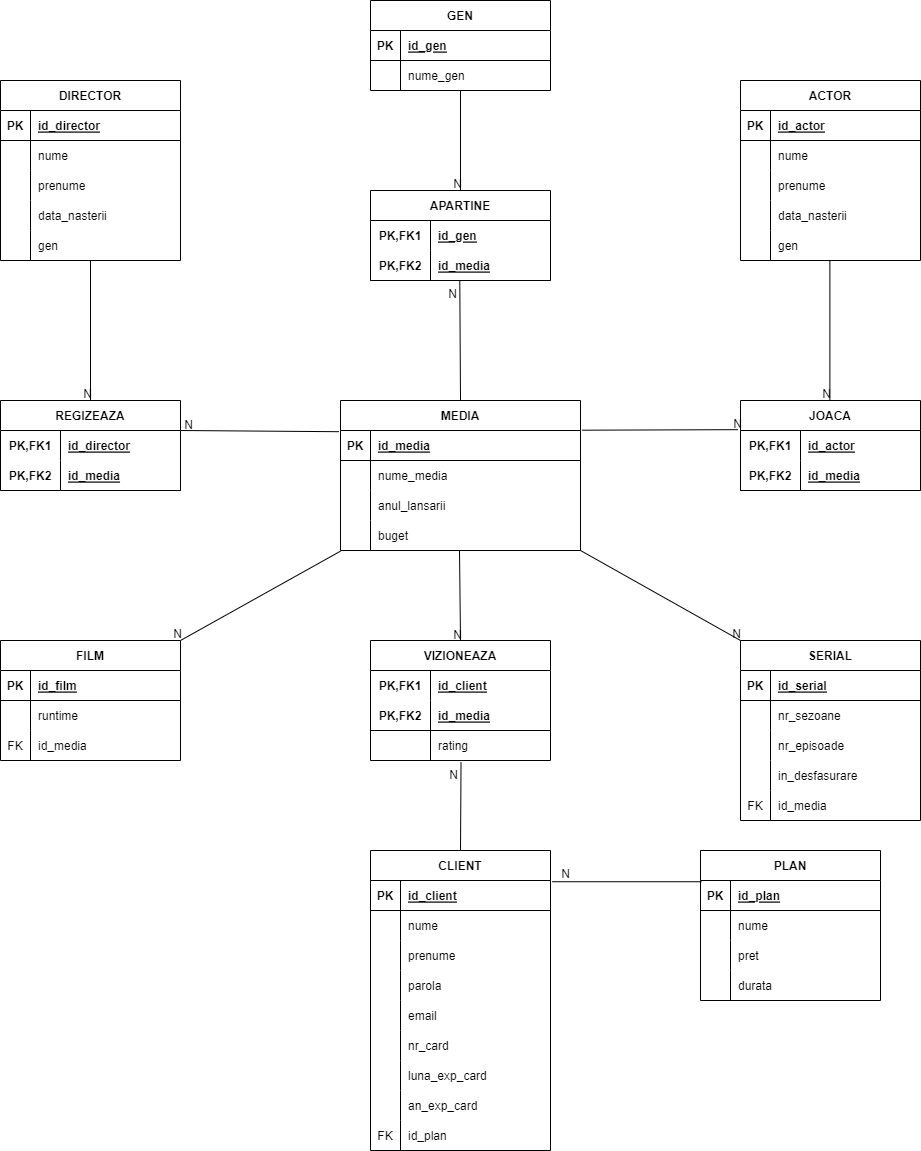 GEN
PK id_gen
nume_gen
DIRECTOR
PK id_director
nume
prenume
data_nasterii
gen
ACTOR
PK id_actor
nume
prenume
data_nasterii
gen
N
APARTINE
PK,FK1 id_gen
PK,FK2 id_media
N
N
REGIZEAZA
PK,FK1 id_director
PK,FK2 id_media
N
MEDIA
PK id_media
nume_media
anul_lansarii
buget
N
N
JOACA
PK,FK1 id_actor
PK,FK2 id_media
N
FILM
PK id_film
runtime
FK id_media
N
VIZIONEAZA
PK,FK1 id_client
PK,FK2 id_media
rating
N
N
SERIAL
PK id_serial
nr_sezoane
nr_episoade
in_desfasurare
FK id_media
CLIENT
PK id_client
nume
prenume
parola
email
nr_card
luna_exp_card
an_exp_card
FK id_plan
N
PLAN
PK id_plan
nume
pret
durata